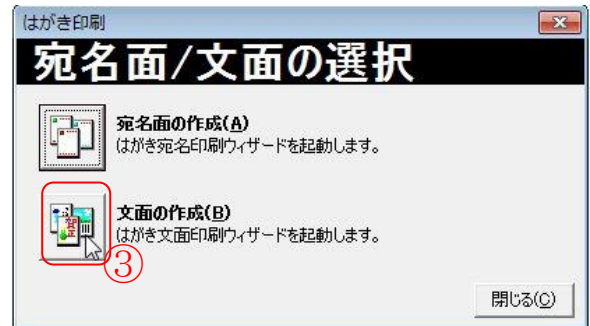 はがき印刷
宛名面/文面の選択
宛名面の作成(A)
はがき宛名印刷ウィザードを起動します。
文面の作成(B)
はがき文面印刷ウィザードを起動します。
③
閉じる(C)